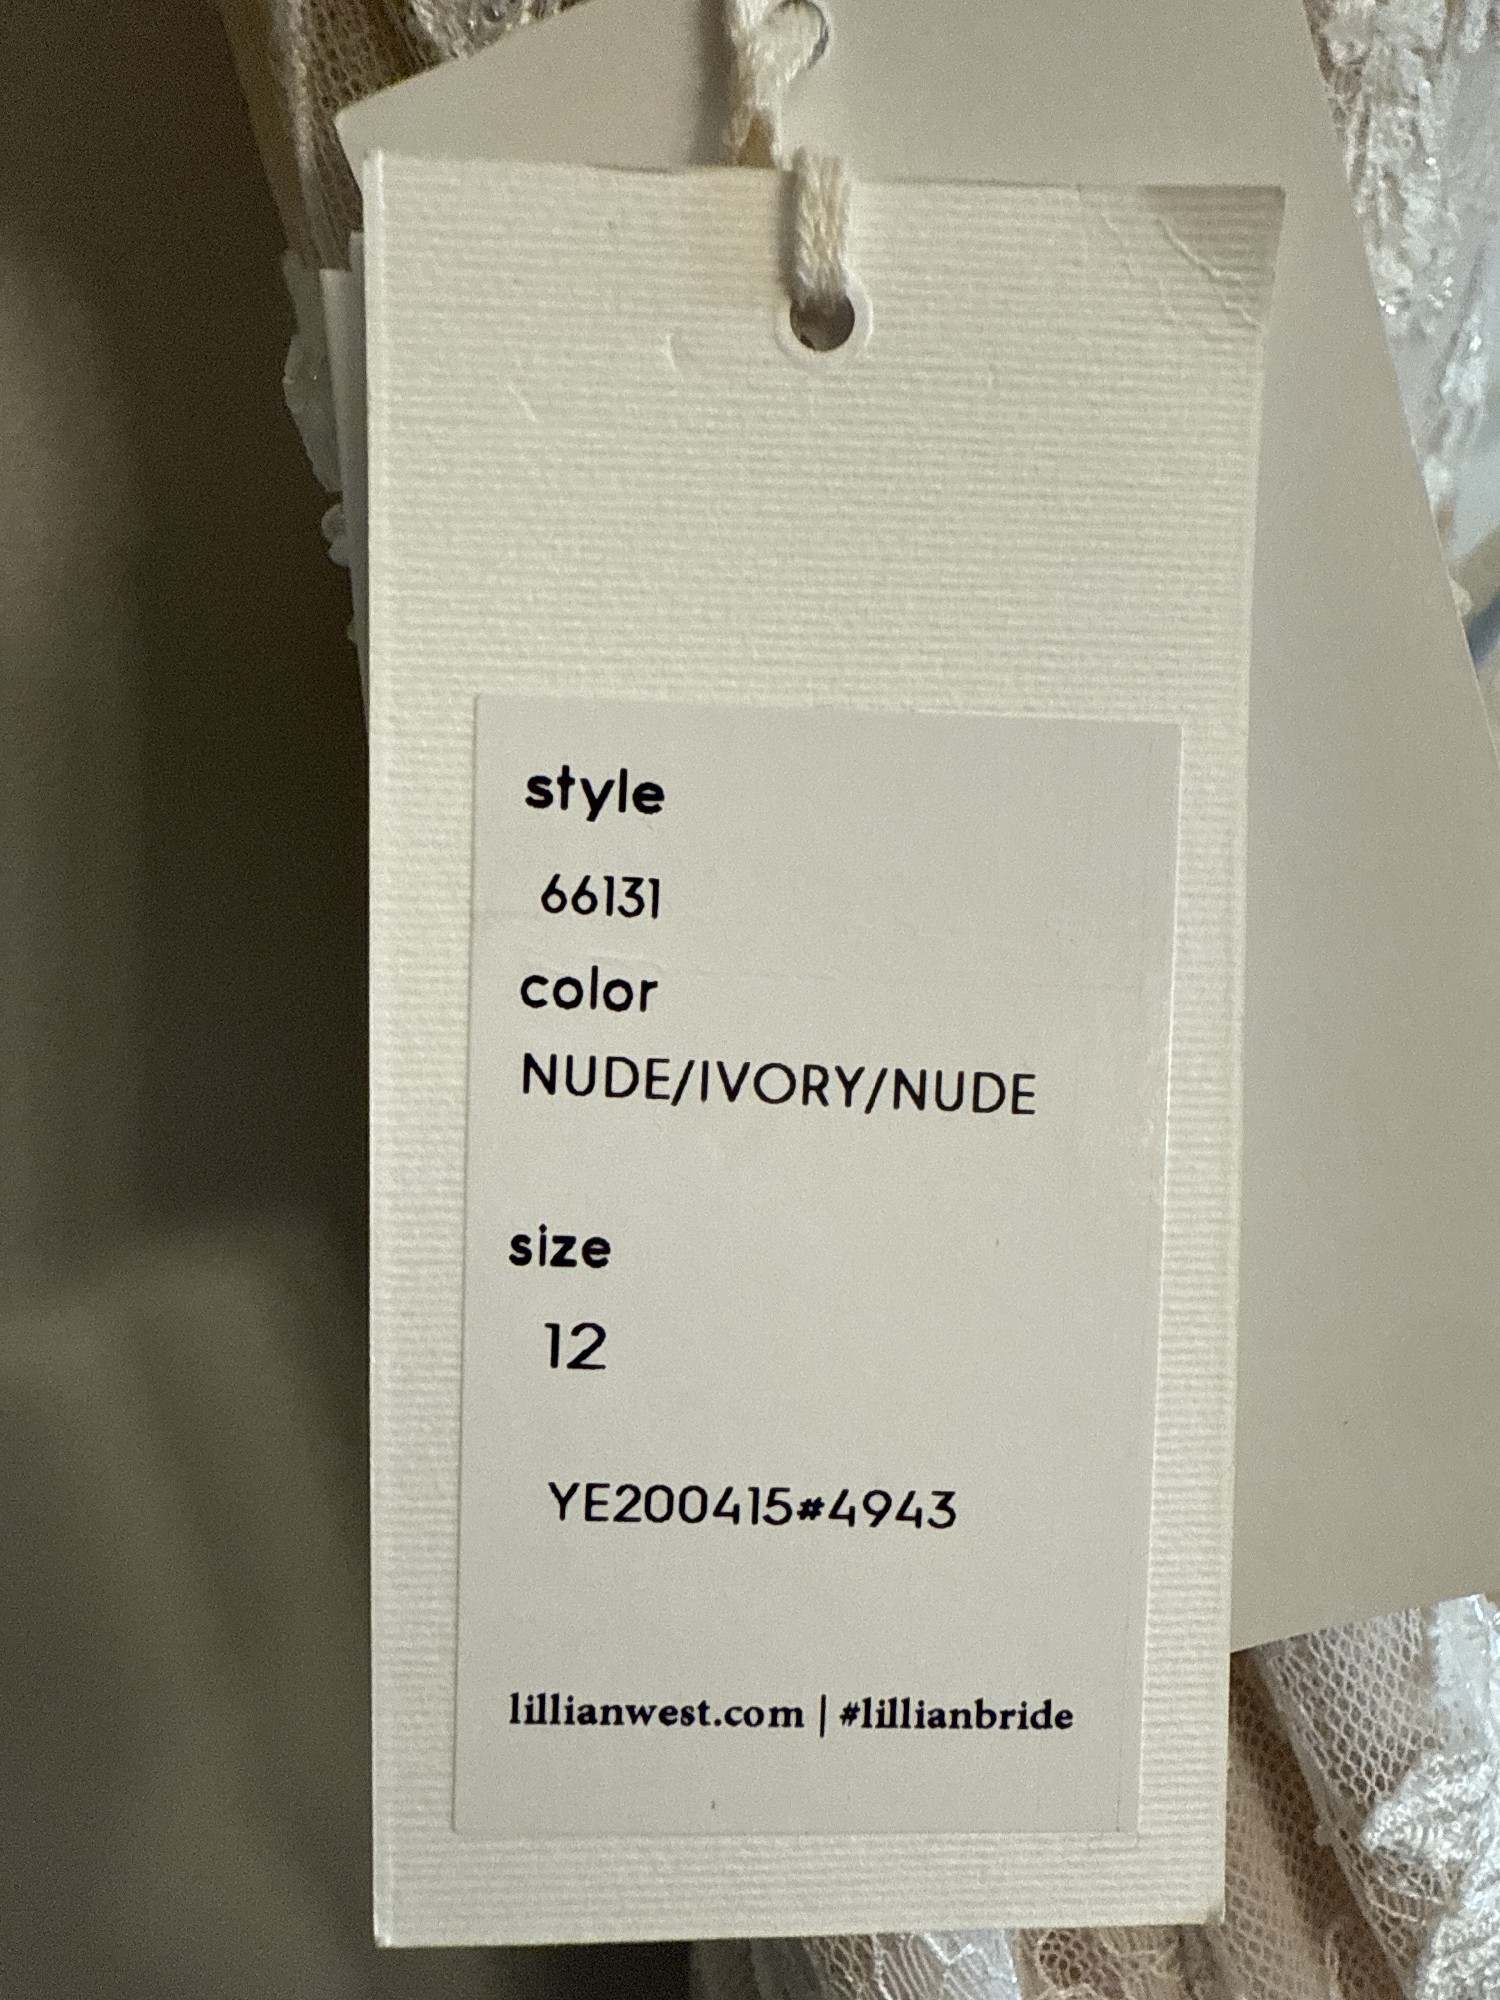 style
66131
color
NUDE/IVORY/NUDE
size
12
YE200415#4943
lillianwest.com | #lillianbride